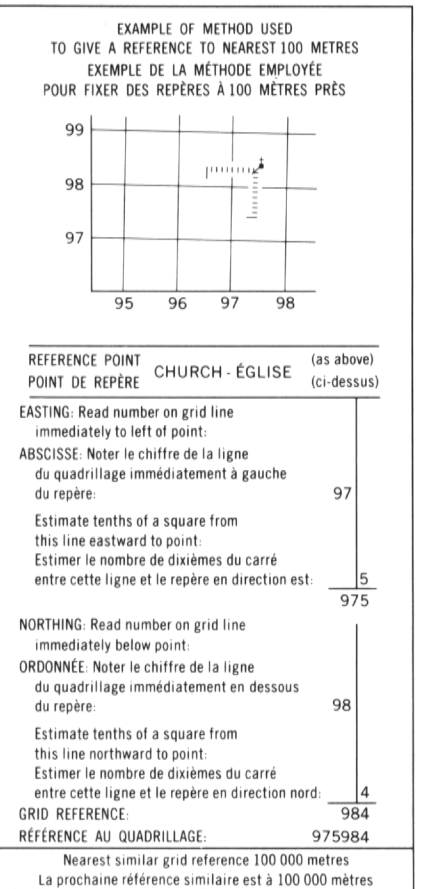 EXAMPLE OF METHOD USED
TO GIVE A REFERENCE TO NEAREST 100 METRES
EXEMPLE DE LA MÉTHODE EMPLOYÉE
POUR FIXER DES REPÈRES À 100 MÈTRES PRÈS
99
98
97
95 96 97 98
REFERENCE POINT
POINT DE REPÈRE
CHURCH - ÉGLISE
(as above)
(ci-dessus)
EASTING: Read number on grid line
immediately to left of point:
ABSCISSE: Noter le chiffre de la ligne
du quadrillage immédiatement à gauche
du repère: 97
Estimate tenths of a square from
this line eastward to point:
Estimer le nombre de dixièmes du carré
entre cette ligne et le repère en direction est: 5
975
NORTHING: Read number on grid line
immediately below point:
ORDONNÉE: Noter le chiffre de la ligne
du quadrillage immédiatement en dessous
du repère: 98
Estimate tenths of a square from
this line northward to point:
Estimer le nombre de dixièmes du carré
entre cette ligne et le repère en direction nord: 4
GRID REFERENCE: 984
RÉFÉRENCE AU QUADRILLAGE: 975984
Nearest similar grid reference 100 000 metres
La prochaine référence similaire est à 100 000 mètres